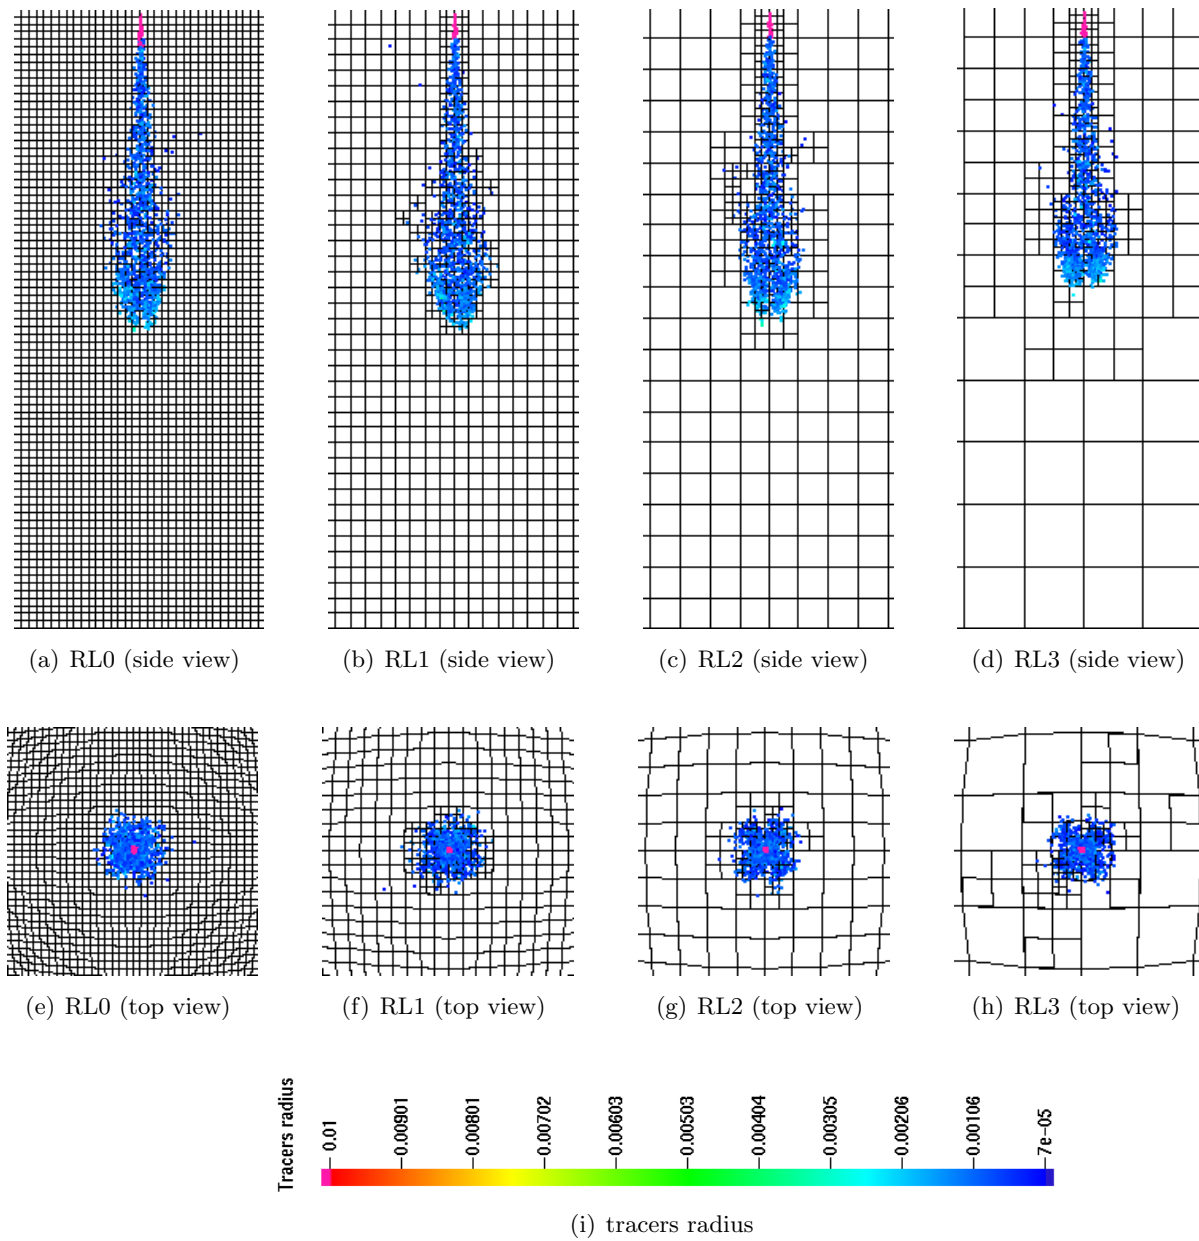 (a) RL0 (side view)
(b) RL1 (side view)
(c) RL2 (side view)
(d) RL3 (side view)
(e) RL0 (top view)
(f) RL1 (top view)
(g) RL2 (top view)
(h) RL3 (top view)
Tracers radius
0.01
0.00901
0.00801
0.00702
0.00603
0.00503
0.00404
0.00305
0.00206
0.00106
7e-05
(i) tracers radius